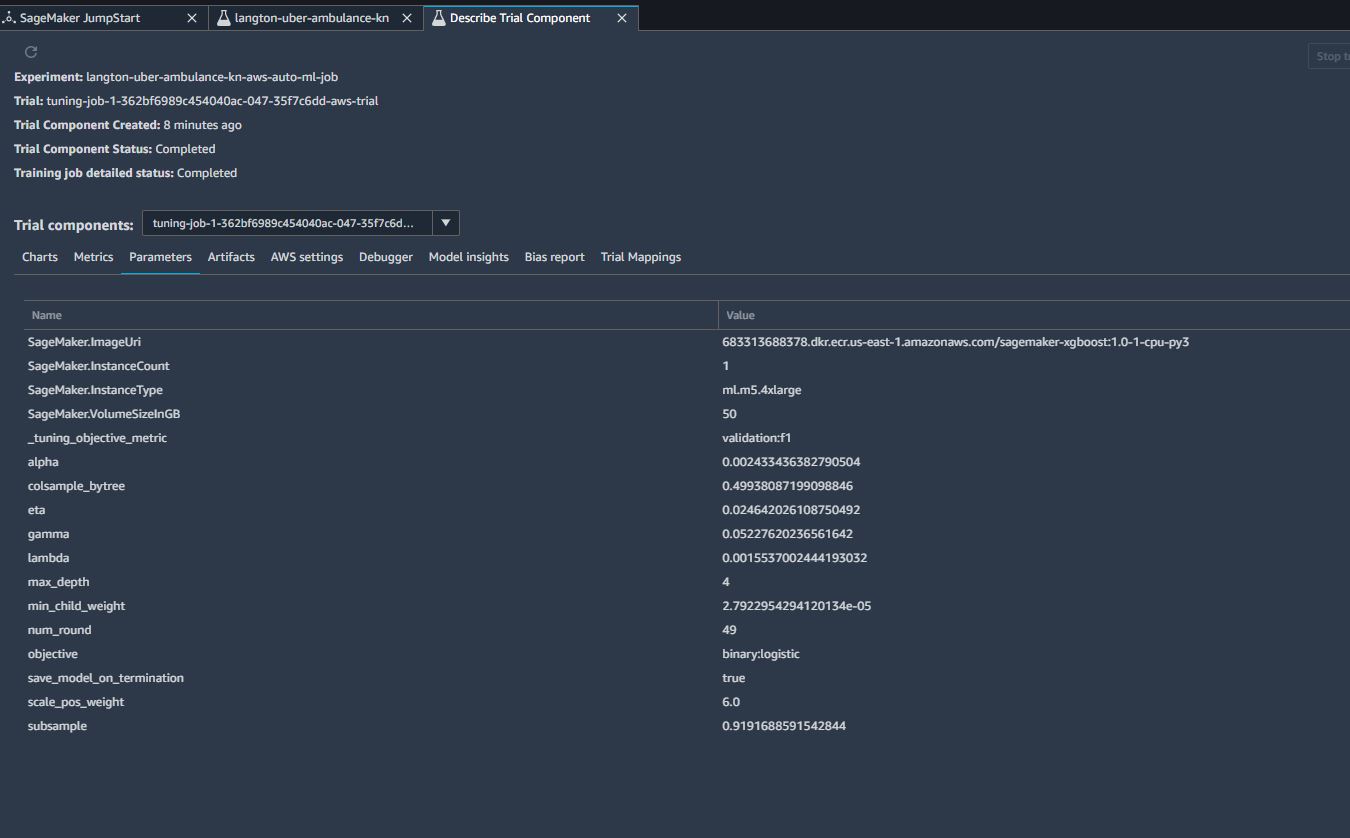 SageMaker JumpStart
langton-uber-ambulance-kn
Describe Trial Component
Stop t
Experiment: langton-uber-ambulance-kn-aws-auto-ml-job
Trial: tuning-job-1-362bf6989c454040ac-047-35f7c6dd-aws-trial
Trial Component Created: 8 minutes ago
Trial Component Status: Completed
Training job detailed status: Completed
Trial components: tuning-job-1-362bf6989c454040ac-047-35f7c6d...
Charts Metrics Parameters Artifacts AWS settings Debugger Model insights Bias report Trial Mappings
Name Value
SageMaker.ImageUri 683313688378.dkr.ecr.us-east-1.amazonaws.com/sagemaker-xgboost:1.0-1-cpu-py3
SageMaker.InstanceCount 1
SageMaker.InstanceType ml.m5.4xlarge
SageMaker.VolumeSizeInGB 50
_tuning_objective_metric validation:f1
alpha 0.002433436382790504
colsample_bytree 0.49938087199098846
eta 0.024642026108750492
gamma 0.05227620236561642
lambda 0.0015537002444193032
max_depth 4
min_child_weight 2.7922954294120134e-05
num_round 49
objective binary:logistic
save_model_on_termination true
scale_pos_weight 6.0
subsample 0.9191688591542844